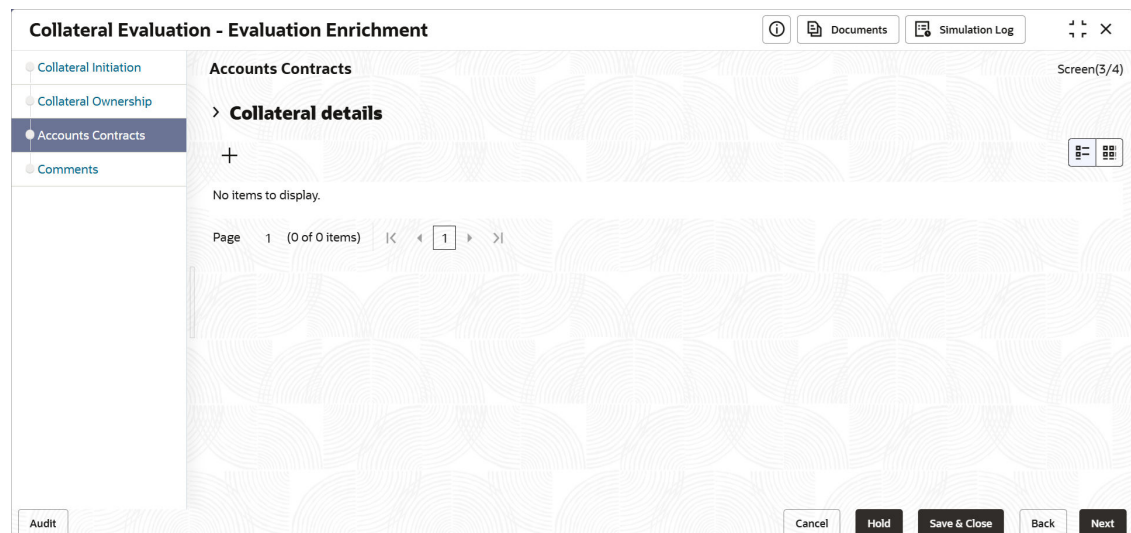 Collateral Evaluation - Evaluation Enrichment
Documents
Simulation Log
Collateral Initiation
Collateral Ownership
Accounts Contracts
Comments
Accounts Contracts
Screen(3/4)
Collateral details
No items to display.
Page 1 (0 of 0 items) 1
Audit
Cancel
Hold
Save & Close
Back
Next